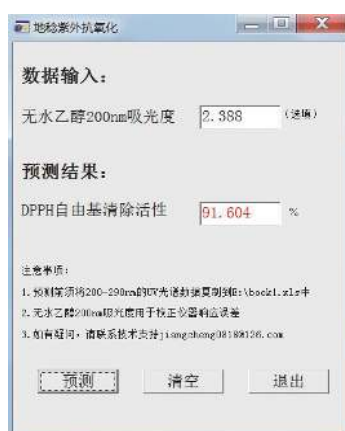 地稔紫外抗氧化
数据输入:
无水乙醇200nm吸光度 2.388 (选填)
预测结果:
DPPH自由基清除活性 91.604 %
注意事项:
1.预测前须将200-290nm的UV光谱数据复制到E:\book1.xls中
2.无水乙醇200nm吸光度用于校正仪器响应误差
3.如有疑问,请联系技术支持
预测 清空 退出